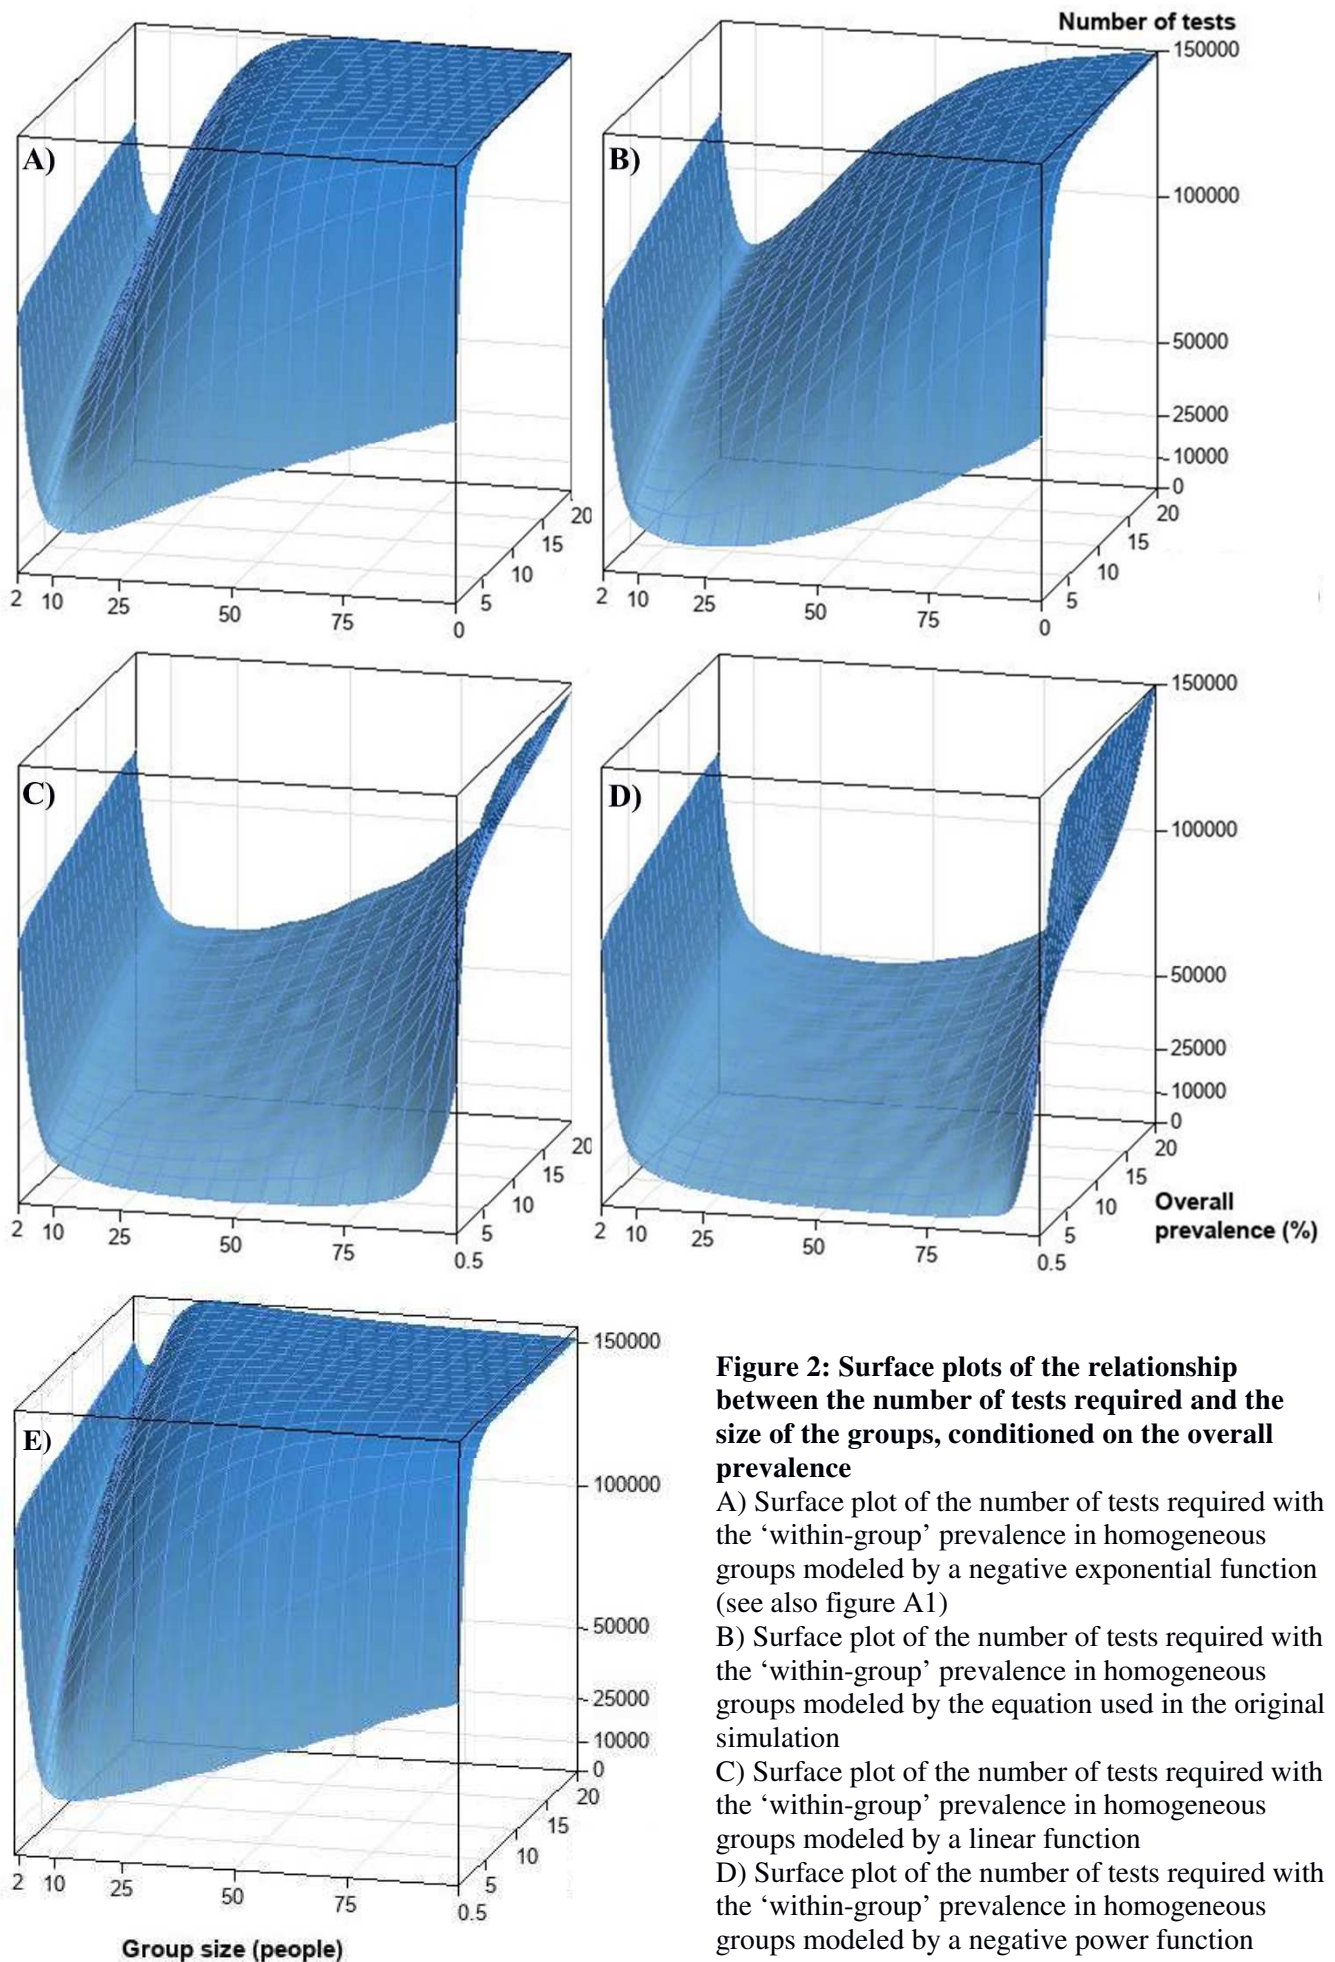 Number of tests
A)
B)
150000
100000
50000
25000
10000
0
20
15
10
5
0
2 10 25 50 75
20
15
10
5
0
2 10 25 50 75
C)
D)
150000
100000
50000
25000
10000
0
20
15
10
5
0.5
2 10 25 50 75
20
15
10
5
0.5
2 10 25 50 75
Overall
prevalence (%)
E)
150000
100000
50000
25000
10000
0
20
15
10
5
0.5
2 10 25 50 75
Group size (people)
Figure 2: Surface plots of the relationship
between the number of tests required and the
size of the groups, conditioned on the overall
prevalence
A) Surface plot of the number of tests required with
the ‘within-group’ prevalence in homogeneous
groups modeled by a negative exponential function
(see also figure A1)
B) Surface plot of the number of tests required with
the ‘within-group’ prevalence in homogeneous
groups modeled by the equation used in the original
simulation
C) Surface plot of the number of tests required with
the ‘within-group’ prevalence in homogeneous
groups modeled by a linear function
D) Surface plot of the number of tests required with
the ‘within-group’ prevalence in homogeneous
groups modeled by a negative power function